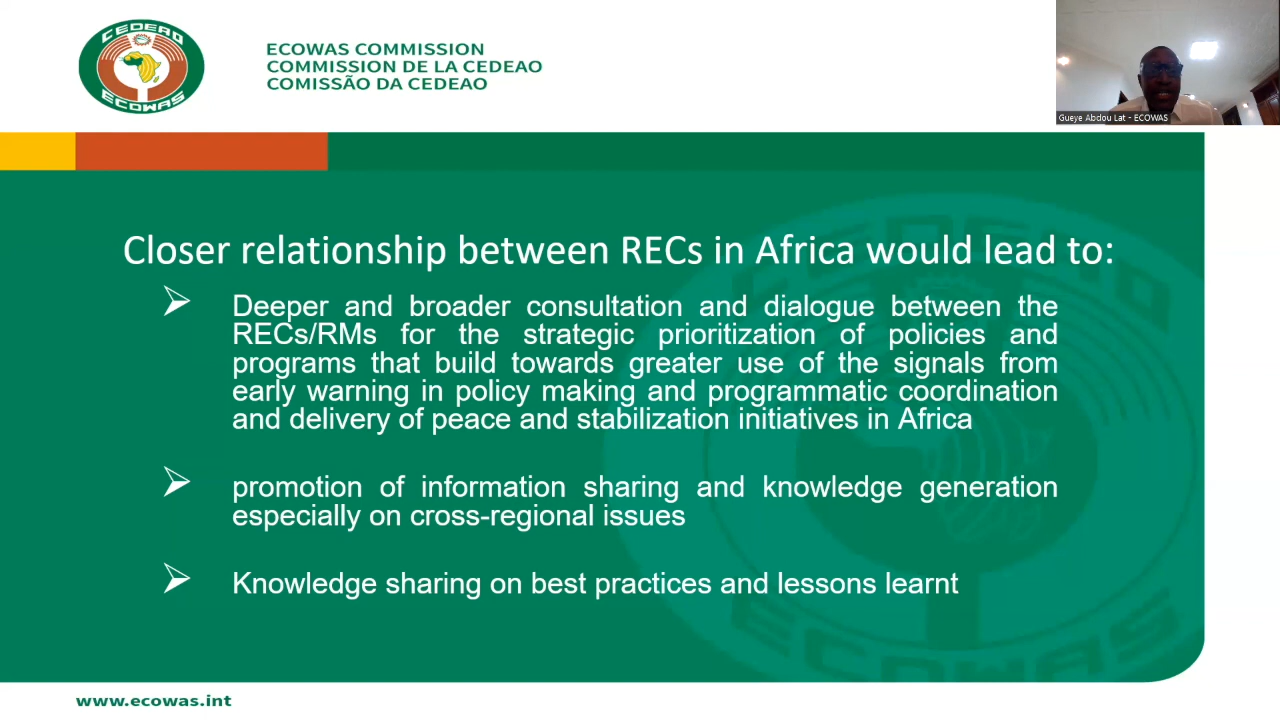 CEDEAO
ECOWAS
ECOWAS COMMISSION
COMMISSION DE LA CEDEAO
COMISSÃO DA CEDEAO
Gueye Abdou Lat - ECOWAS
Closer relationship between RECs in Africa would lead to:
➢ Deeper and broader consultation and dialogue between the
RECs/RMs for the strategic prioritization of policies and
programs that build towards greater use of the signals from
early warning in policy making and programmatic coordination
and delivery of peace and stabilization initiatives in Africa
➢ promotion of information sharing and knowledge generation
especially on cross-regional issues
➢ Knowledge sharing on best practices and lessons learnt
CEDEAO
ECOWAS
www.ecowas.int